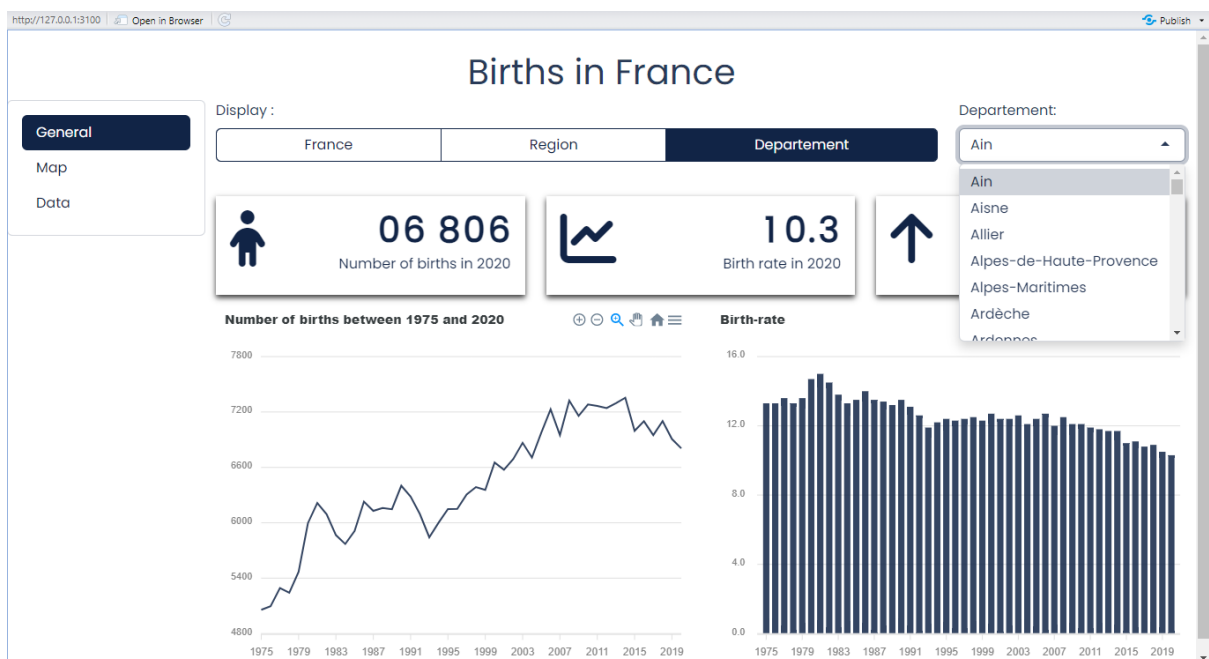 http://127.0.0.1:3100 Open in Browser Publish
Births in France
General
Map
Data
Display :
France Region Departement
Departement:
Ain
Ain
Aisne
Allier
Alpes-de-Haute-Provence
Alpes-Maritimes
Ardèche
Ardennes
06 806
Number of births in 2020
10.3
Birth rate in 2020
Number of births between 1975 and 2020
7800
7200
6600
6000
5400
4800
1975 1979 1983 1987 1991 1995 1999 2003 2007 2011 2015 2019
Birth-rate
16.0
12.0
8.0
4.0
0.0
1975 1979 1983 1987 1991 1995 1999 2003 2007 2011 2015 2019